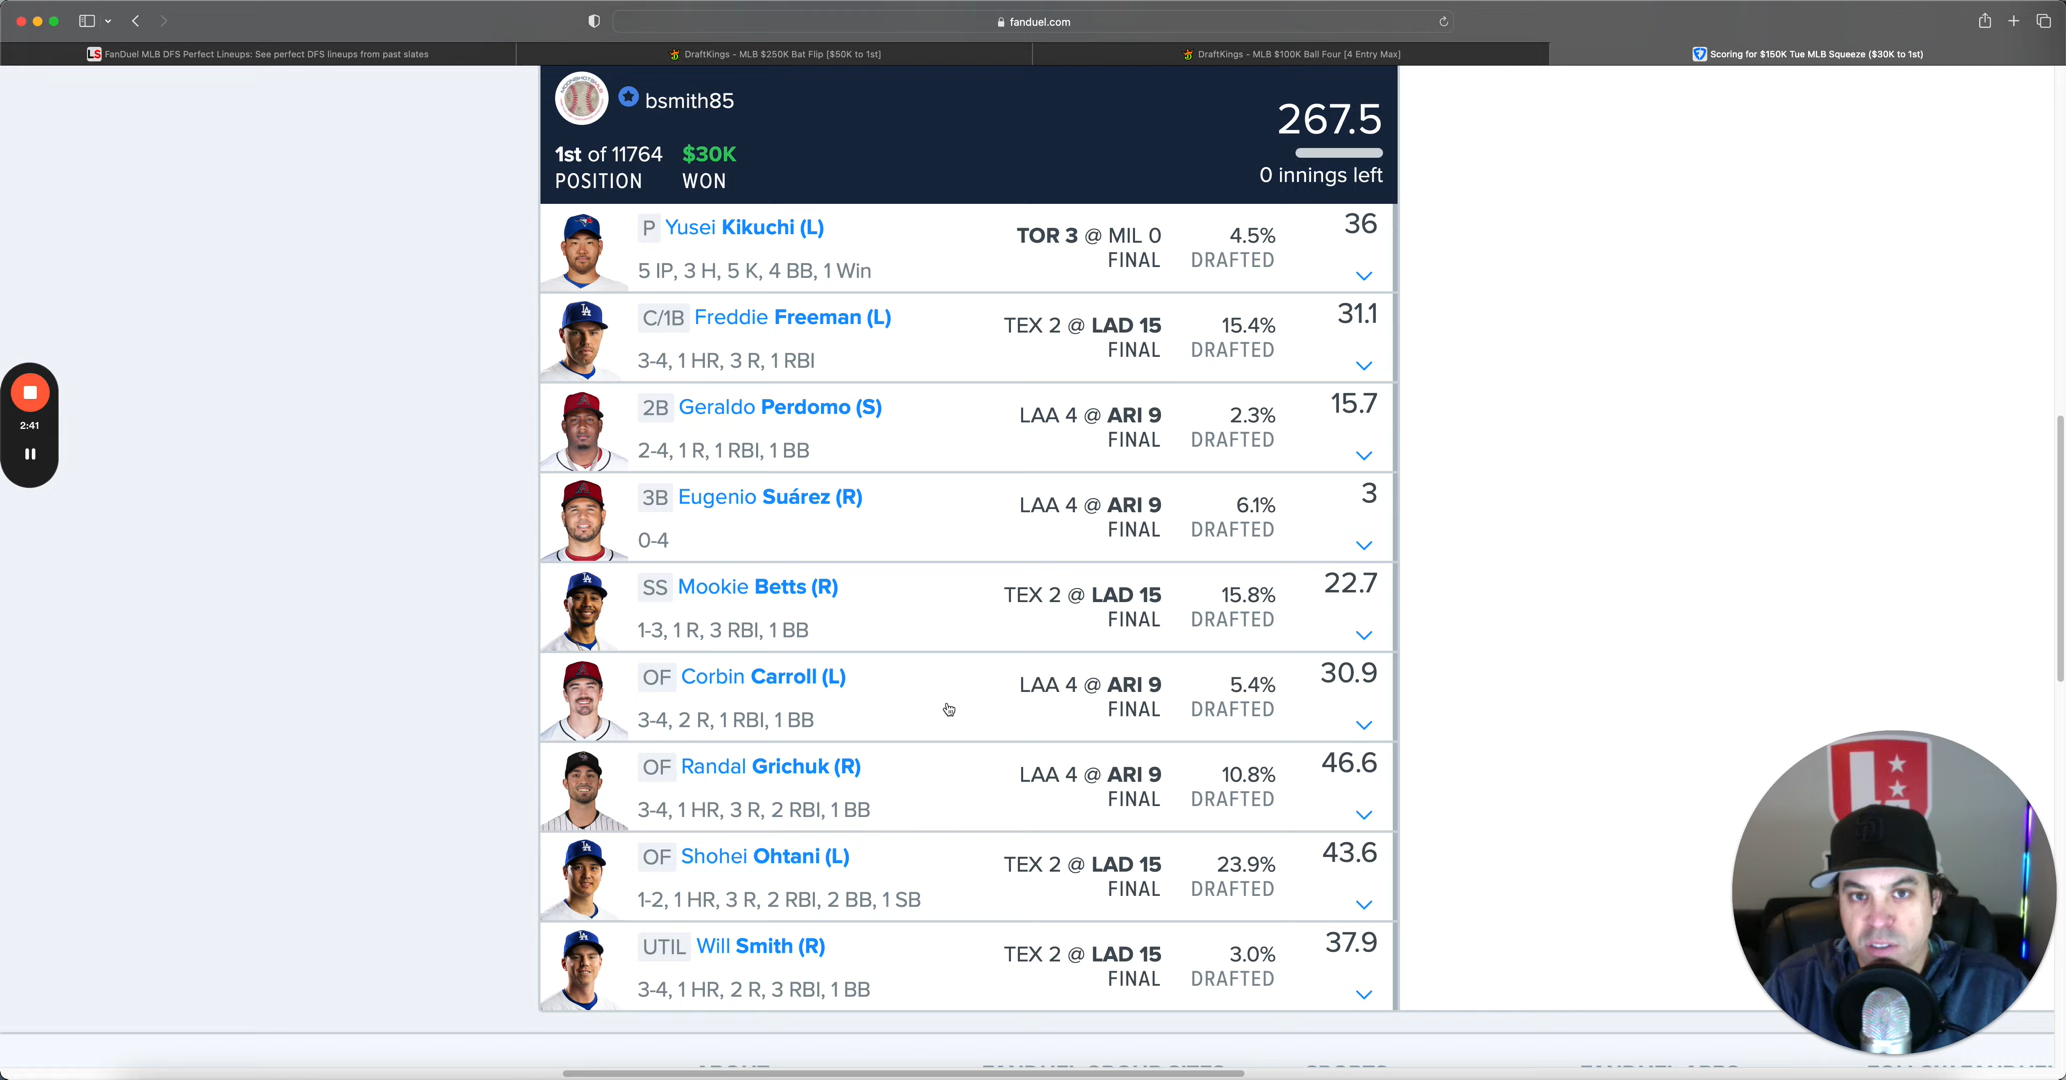 fanduel.com
FanDuel MLB DFS Perfect Lineups: See perfect DFS lineups from past slates
DraftKings - MLB $250K Bat Flip [$50K to 1st]
DraftKings - MLB $100K Ball Four [4 Entry Max]
Scoring for $150K Tue MLB Squeeze ($30K to 1st)
bsmith85
267.5
1st of 11764 $30K
POSITION WON
0 innings left
P Yusei Kikuchi (L)
TOR 3 @ MIL 0 4.5% 36
FINAL DRAFTED
5 IP, 3 H, 5 K, 4 BB, 1 Win
C/1B Freddie Freeman (L)
TEX 2 @ LAD 15 15.4% 31.1
FINAL DRAFTED
3-4, 1 HR, 3 R, 1 RBI
2B Geraldo Perdomo (S)
LAA 4 @ ARI 9 2.3% 15.7
FINAL DRAFTED
2-4, 1 R, 1 RBI, 1 BB
3B Eugenio Suárez (R)
LAA 4 @ ARI 9 6.1% 3
FINAL DRAFTED
0-4
SS Mookie Betts (R)
TEX 2 @ LAD 15 15.8% 22.7
FINAL DRAFTED
1-3, 1 R, 3 RBI, 1 BB
OF Corbin Carroll (L)
LAA 4 @ ARI 9 5.4% 30.9
FINAL DRAFTED
3-4, 2 R, 1 RBI, 1 BB
OF Randal Grichuk (R)
LAA 4 @ ARI 9 10.8% 46.6
FINAL DRAFTED
3-4, 1 HR, 3 R, 2 RBI, 1 BB
OF Shohei Ohtani (L)
TEX 2 @ LAD 15 23.9% 43.6
FINAL DRAFTED
1-2, 1 HR, 3 R, 2 RBI, 2 BB, 1 SB
UTIL Will Smith (R)
TEX 2 @ LAD 15 3.0% 37.9
FINAL DRAFTED
3-4, 1 HR, 2 R, 3 RBI, 1 BB
2:41
ABOUT FANDUEL GROUP SITES SPORTS FANDUEL APPS